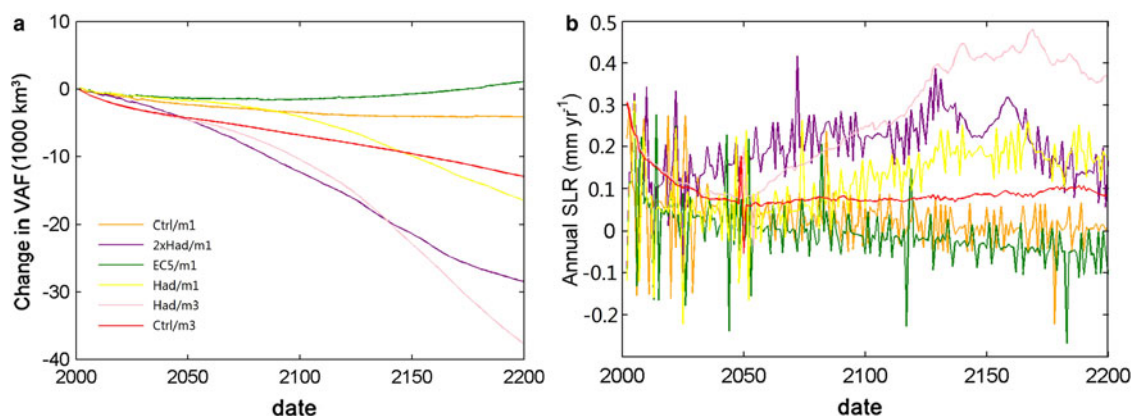 a
Change in VAF (1000 km³)
10
0
-10
-20
-30
-40
Ctrl/m1
2xHad/m1
EC5/m1
Had/m1
Had/m3
Ctrl/m3
2000 2050 2100 2150 2200
date
b
Annual SLR (mm yr⁻¹)
0.5
0.4
0.3
0.2
0.1
0
-0.1
-0.2
2000 2050 2100 2150 2200
date